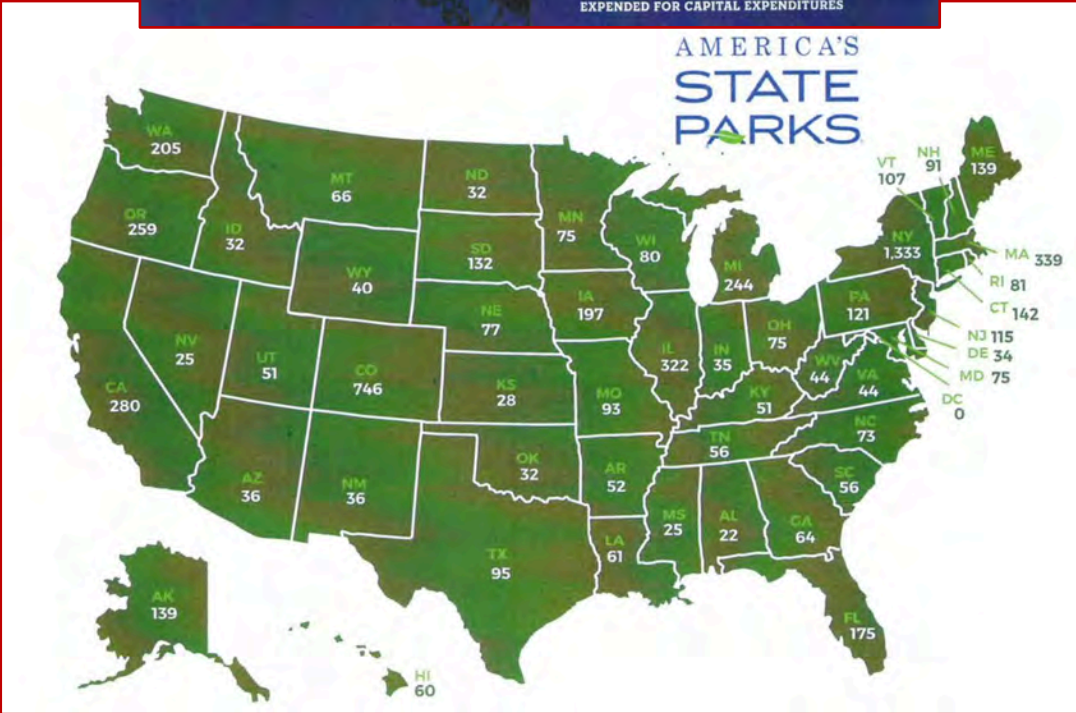 EXPENDED FOR CAPITAL EXPENDITURES
AMERICA'S
STATE
PARKS
WA
205
OR
259
ID
32
MT
66
ND
32
MN
75
SD
132
WY
40
NE
77
IA
197
WI
80
MI
244
NV
25
UT
51
CO
746
CA
280
KS
28
MO
93
IL
322
IN
35
OH
75
KY
51
WV
44
VA
44
PA
121
NY
1,333
VT
107
NH
91
ME
139
MA 339
RI 81
CT 142
NJ 115
DE 34
MD 75
DC
0
NC
73
TN
56
SC
56
AZ
36
NM
36
OK
32
AR
52
MS
25
AL
22
GA
64
LA
61
TX
95
FL
175
AK
139
HI
60